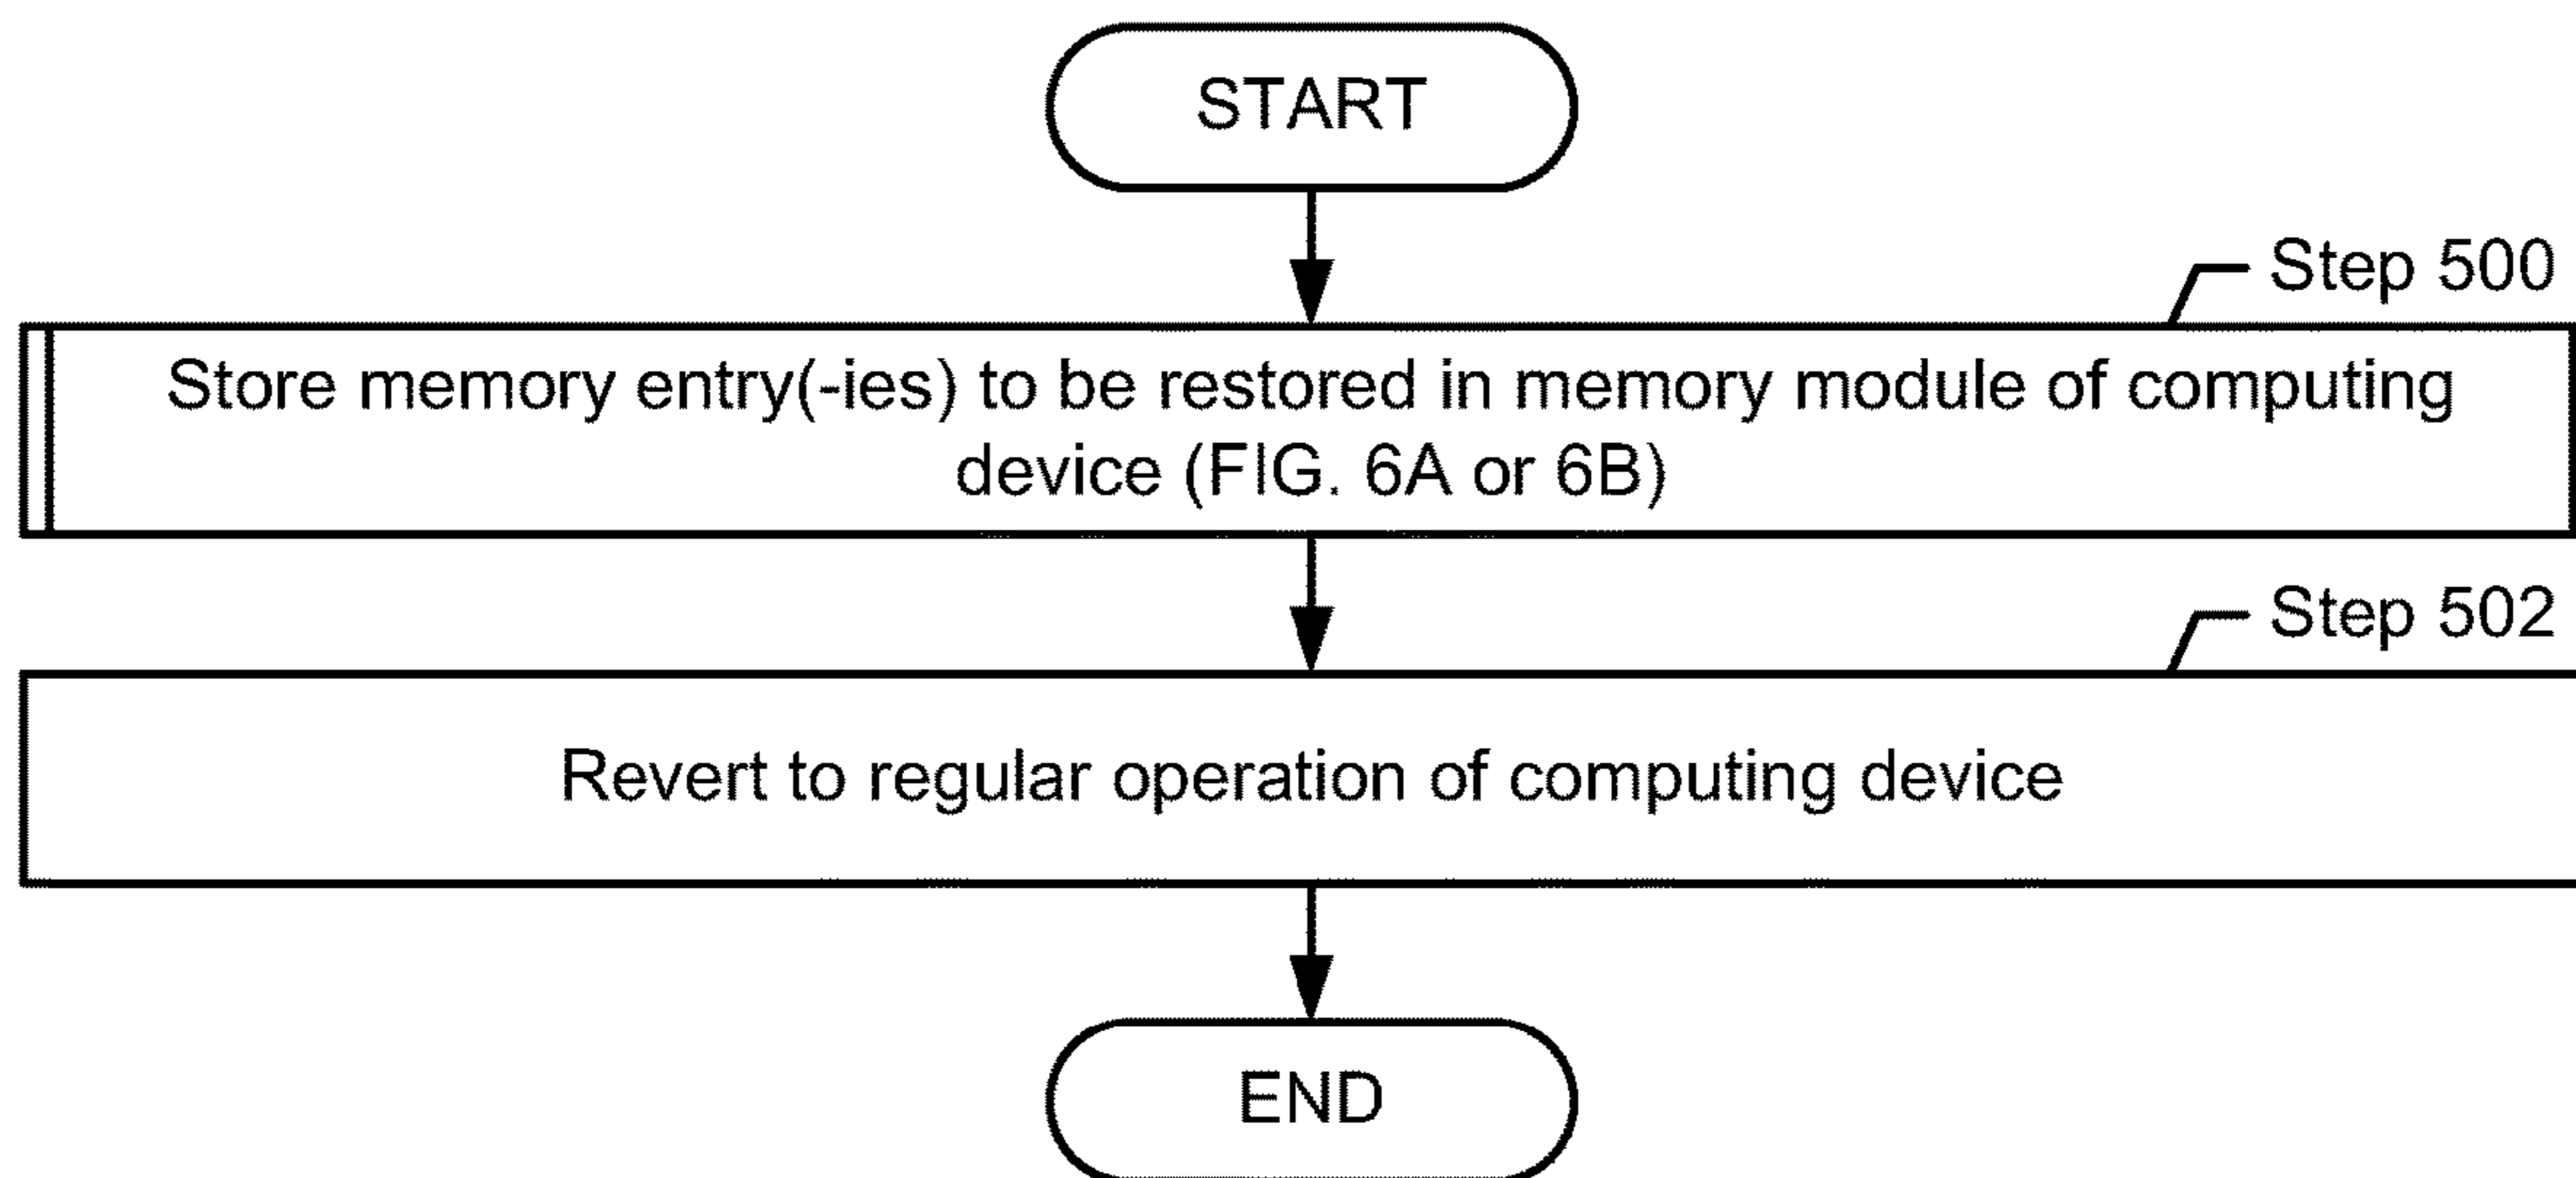 START
Step 500
Store memory entry(-ies) to be restored in memory module of computing
device (FIG. 6A or 6B)
Step 502
Revert to regular operation of computing device
END